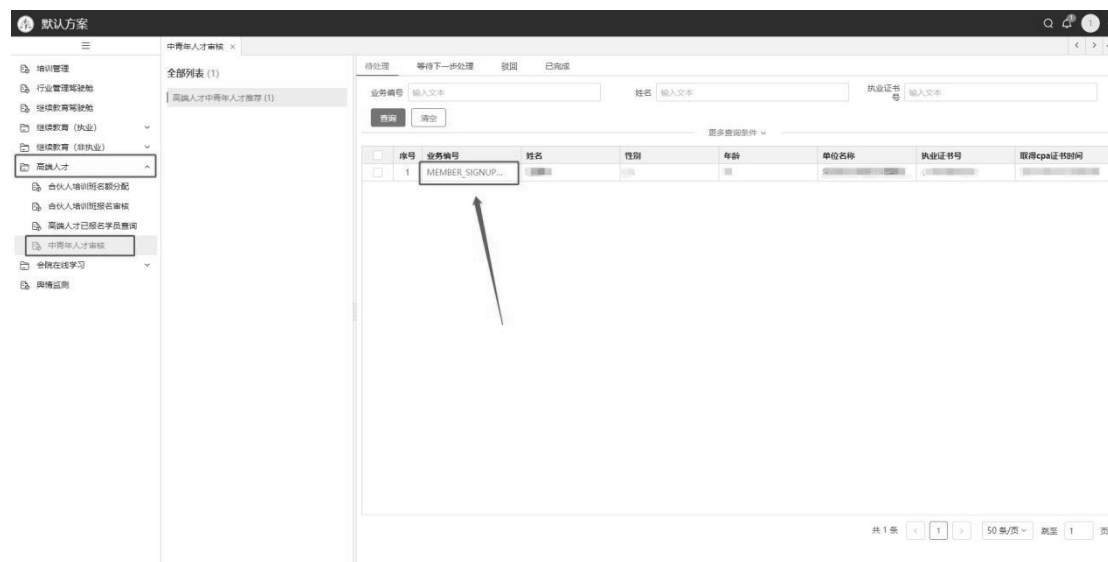 默认方案
中青年人才审核 ×
培训管理
行业管理驾驶舱
继续教育驾驶舱
继续教育（执业）
继续教育（非执业）
高端人才
合伙人培训班名额分配
合伙人培训班报名审核
高端人才已报名学员查询
中青年人才审核
会院在线学习
舆情监测
全部列表 (1)
高端人才中青年人才推荐 (1)
待处理 等待下一步处理 驳回 已完成
业务编号 输入文本 姓名 输入文本 执业证书号 输入文本
查询 清空
更多查询条件
序号 业务编号 姓名 性别 年龄 单位名称 执业证书号 取得cpa证书时间
1 MEMBER_SIGNUP...
共 1 条 < 1 > 50 条/页 跳至 1 页